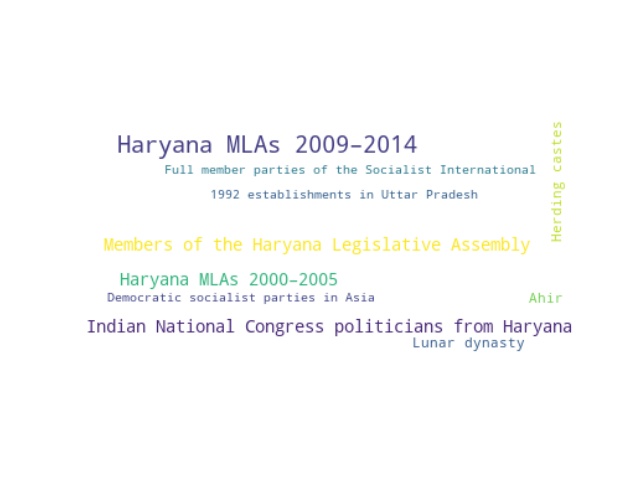 Haryana MLAs 2009–2014
Full member parties of the Socialist International
1992 establishments in Uttar Pradesh
Herding castes
Members of the Haryana Legislative Assembly
Haryana MLAs 2000–2005
Democratic socialist parties in Asia
Ahir
Indian National Congress politicians from Haryana
Lunar dynasty